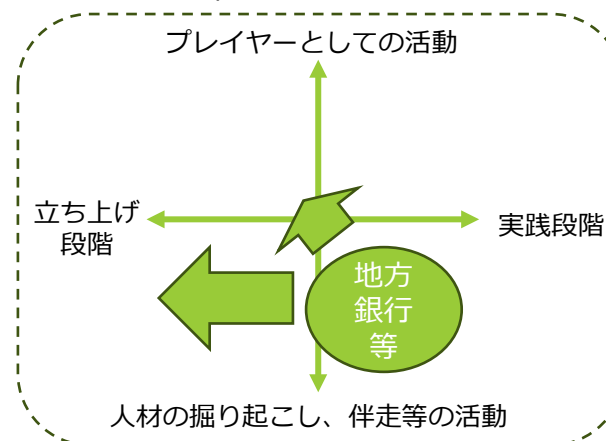 プレイヤーとしての活動
立ち上げ
段階
実践段階
地方
銀行
等
人材の掘り起こし、伴走等の活動